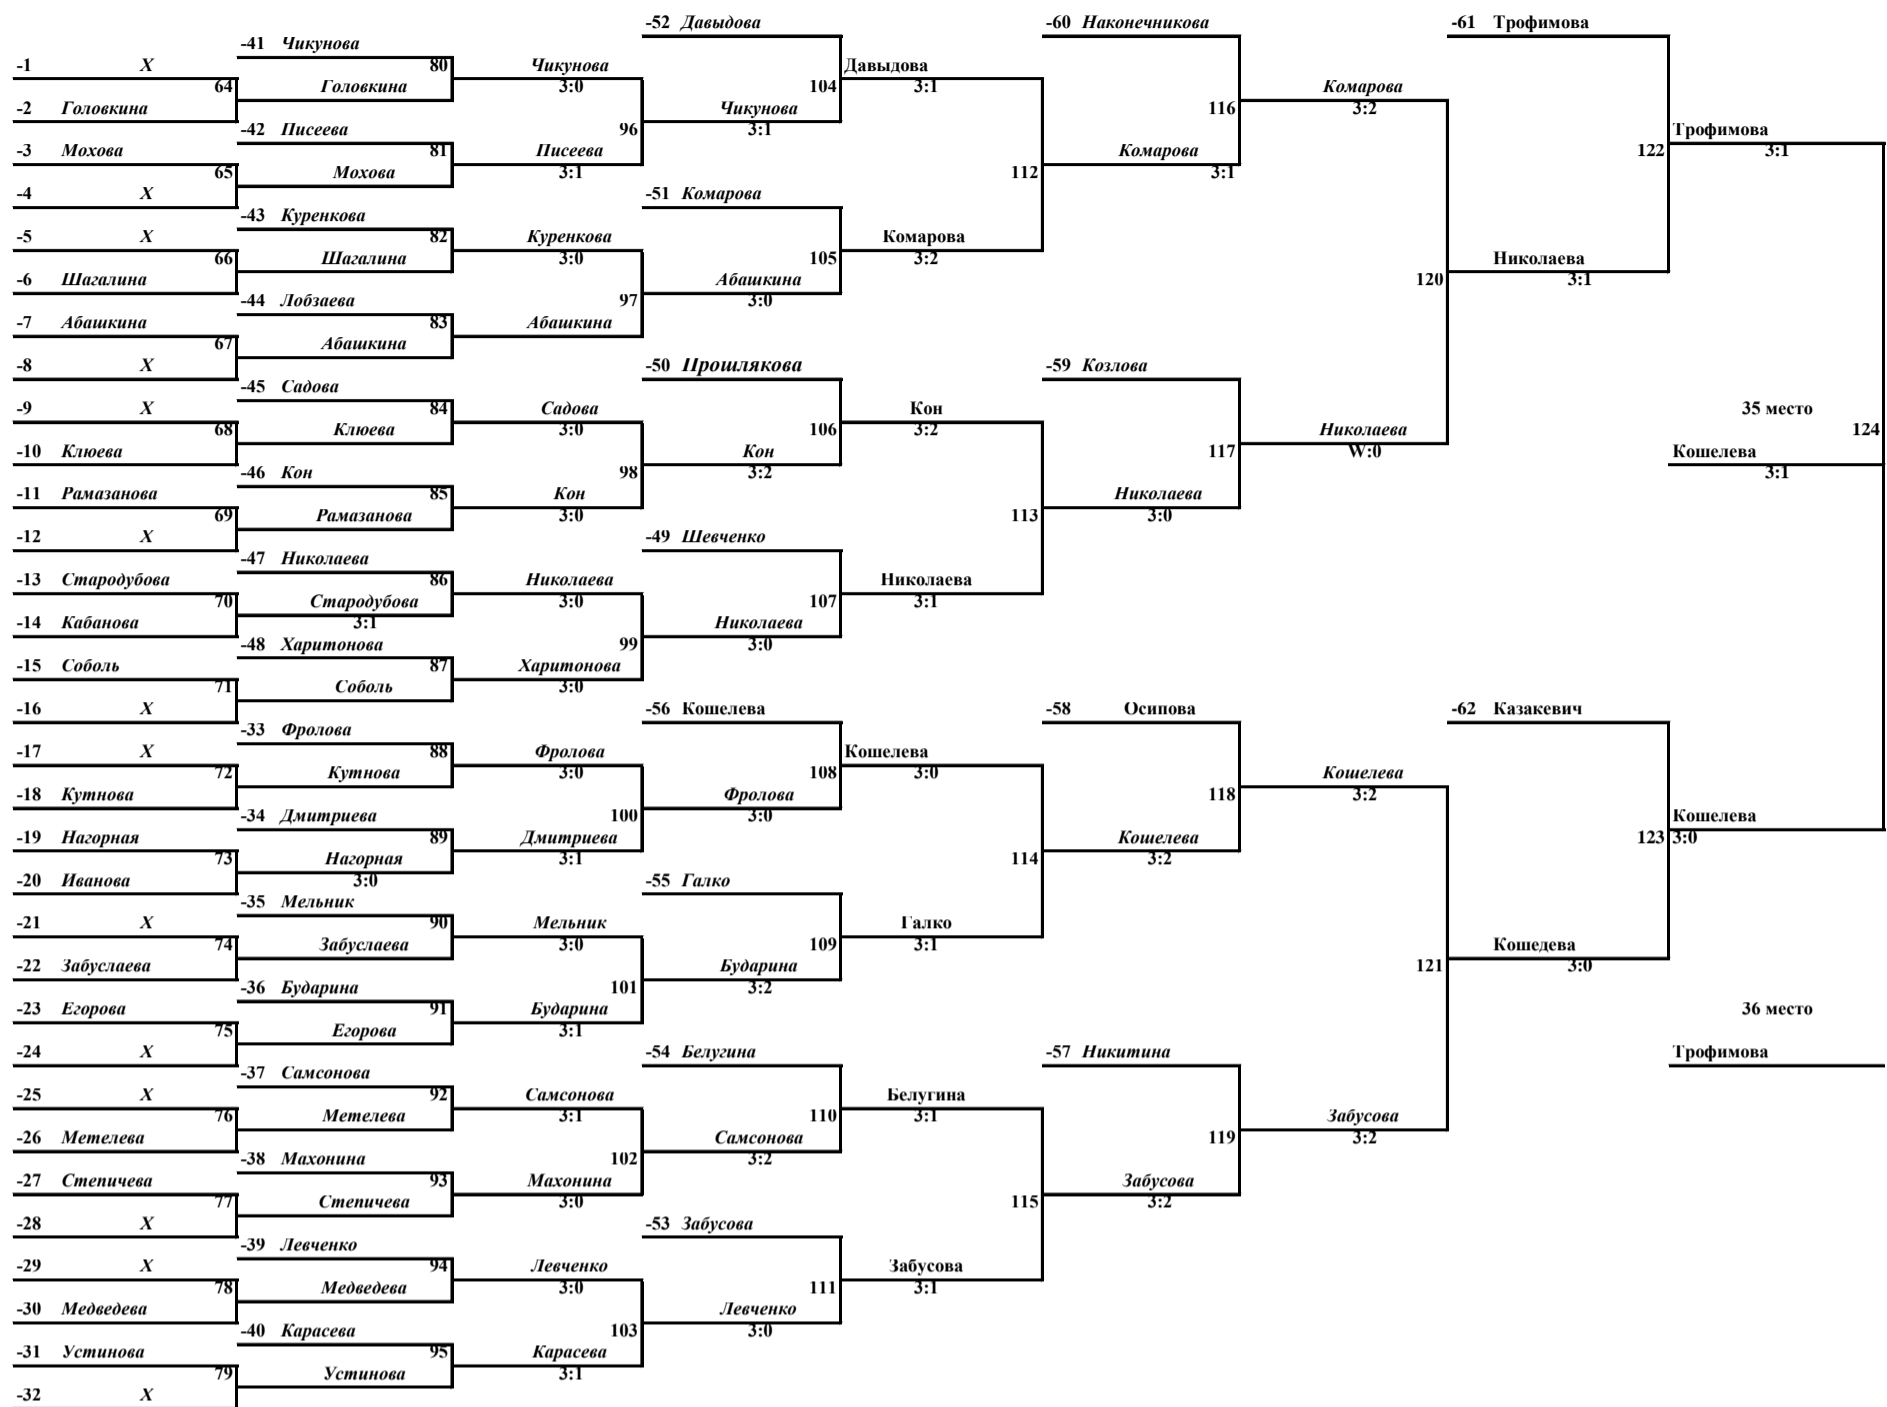 -52 Давыдова -60 Наконечникова -61 Трофимова
-41 Чикунова
-1 X 80 Чикунова Давыдова
64 Головкина 3:0 104 3:1 Комарова
-2 Головкина Чикунова 116 3:2
-42 Писеева 96 3:1 Трофимова
-3 Мохова 81 Писеева Комарова 122 3:1
65 Мохова 3:1 112 3:1
-4 X -51 Комарова
-43 Куренкова
-5 X 82 Куренкова Комарова
66 Шагалина 3:0 105 3:2 Николаева
-6 Шагалина Абашкина 120 3:1
-44 Лобзаева 97 3:0
-7 Абашкина 83 Абашкина
67 Абашкина
-8 X -50 Прошлякова -59 Козлова
-45 Садова
-9 X 84 Садова Кон 35 место
68 Клюева 3:0 106 3:2 Николаева 124
-10 Клюева Кон 117 W:0 Кошелева
-46 Кон 98 3:2 3:1
-11 Рамазанова 85 Кон Николаева
69 Рамазанова 3:0 113 3:0
-12 X -49 Шевченко
-47 Николаева
-13 Стародубова 86 Николаева Николаева
70 Стародубова 3:0 107 3:1
-14 Кабанова 3:1 Николаева
-48 Харитонова 99 3:0
-15 Соболь 87 Харитонова
71 Соболь 3:0
-16 X -56 Кошелева -58 Осипова -62 Казакевич
-33 Фролова
-17 X 88 Фролова Кошелева
72 Кутнова 3:0 108 3:0 Кошелева
-18 Кутнова Фролова 118 3:2
-34 Дмитриева 100 3:0 Кошелева
-19 Нагорная 89 Дмитриева Кошелева 123 3:0
73 Нагорная 3:1 114 3:2
-20 Иванова 3:0 -55 Галко
-35 Мельник
-21 X 90 Мельник Галко
74 Забуслаева 3:0 109 3:1 Кошедева
-22 Забуслаева Бударина 121 3:0
-36 Бударина 101 3:2
-23 Егорова 91 Бударина 36 место
75 Егорова 3:1
-24 X -54 Белугина -57 Никитина Трофимова
-37 Самсонова
-25 X 92 Самсонова Белугина
76 Метелева 3:1 110 3:1 Забусова
-26 Метелева Самсонова 119 3:2
-38 Махонина 102 3:2
-27 Степичева 93 Махонина Забусова
77 Степичева 3:0 115 3:2
-28 X -53 Забусова
-39 Левченко
-29 X 94 Левченко Забусова
78 Медведева 3:0 111 3:1
-30 Медведева Левченко
-40 Карасева 103 3:0
-31 Устинова 95 Карасева
79 Устинова 3:1
-32 X